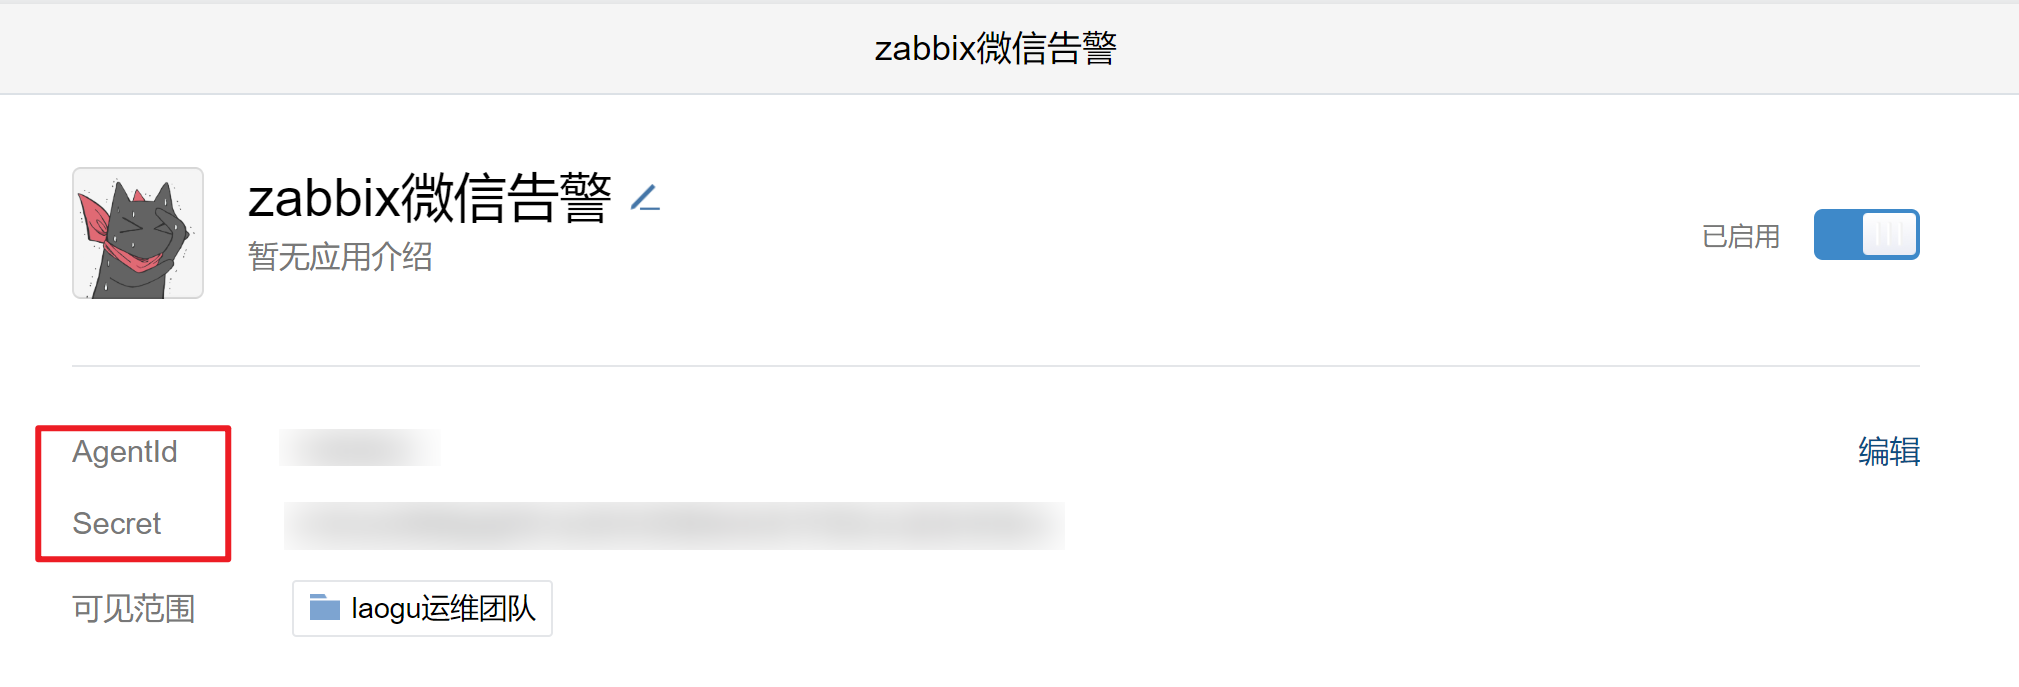 zabbix微信告警
zabbix微信告警
暂无应用介绍
已启用
AgentId
编辑
Secret
可见范围
laogu运维团队